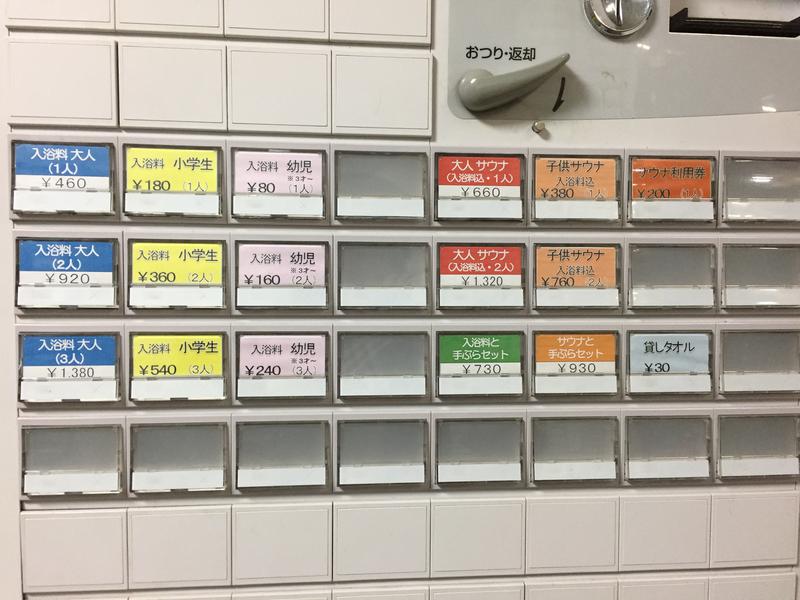 おつり・返却
入浴料 大人
(1人)
¥460
入浴料 小学生
¥180 (1人)
入浴料 幼児
※3才〜
¥80 (1人)
大人 サウナ
(入浴料込・1人)
¥660
子供サウナ
入浴料込
¥380 1人
サウナ利用券
¥200 (1人)
入浴料 大人
(2人)
¥920
入浴料 小学生
¥360 (2人)
入浴料 幼児
※3才〜
¥160 (2人)
大人 サウナ
(入浴料込・2人)
¥1,320
子供サウナ
入浴料込
¥760 2人
入浴料 大人
(3人)
¥1,380
入浴料 小学生
¥540 (3人)
入浴料 幼児
※3才〜
¥240 (3人)
入浴料と
手ぶらセット
¥730
サウナと
手ぶらセット
¥930
貸しタオル
¥30